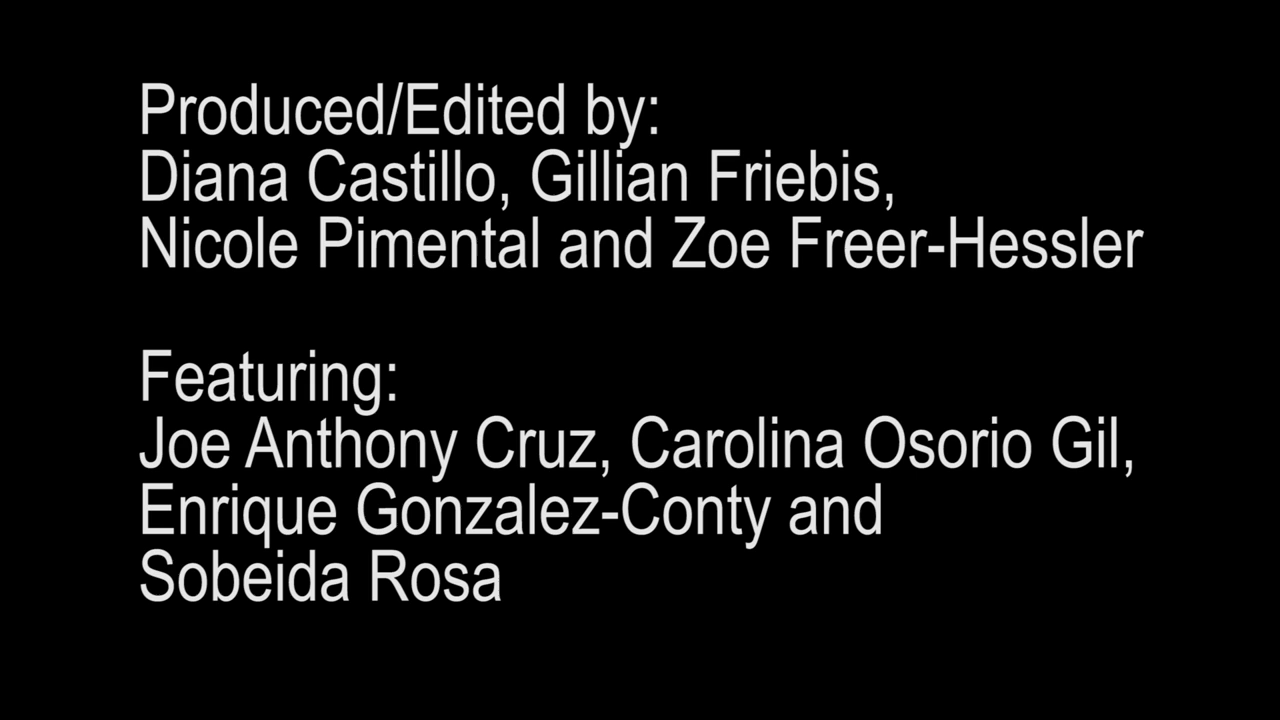 Produced/Edited by:
Diana Castillo, Gillian Friebis,
Nicole Pimental and Zoe Freer-Hessler
Featuring:
Joe Anthony Cruz, Carolina Osorio Gil,
Enrique Gonzalez-Conty and
Sobeida Rosa